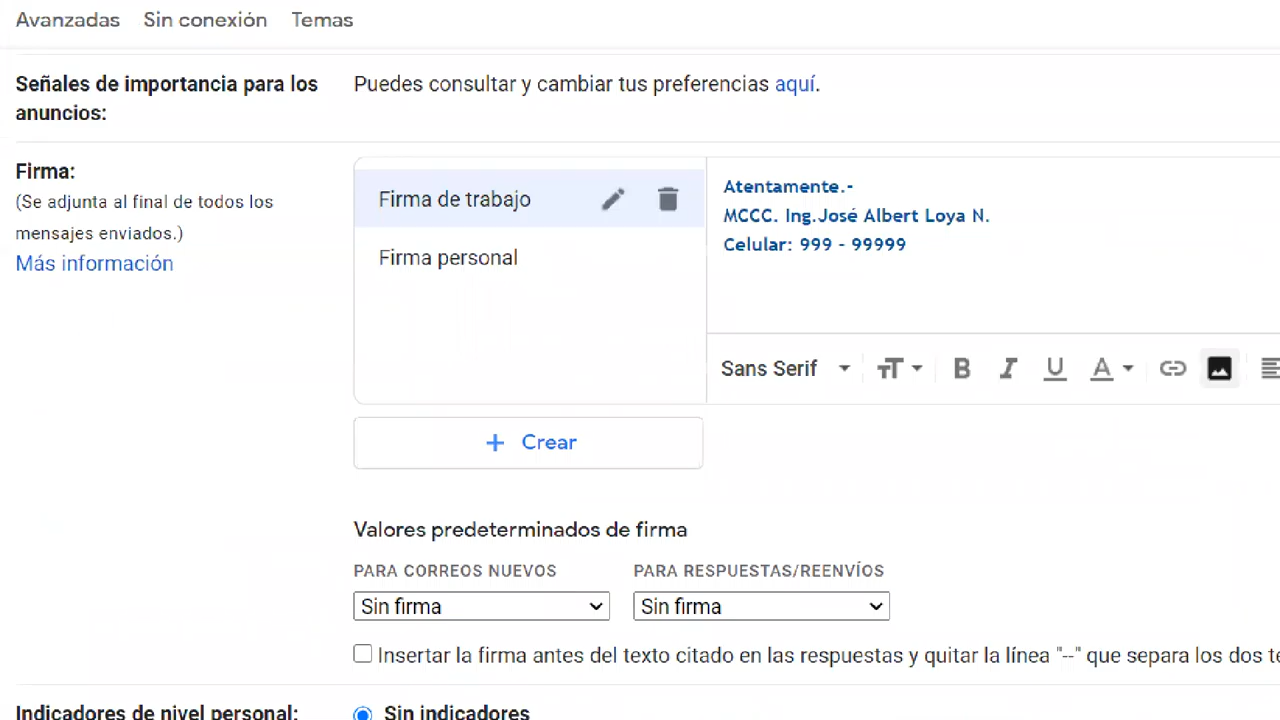 Avanzadas Sin conexión Temas
Señales de importancia para los anuncios:
Puedes consultar y cambiar tus preferencias aquí.
Firma:
(Se adjunta al final de todos los
mensajes enviados.)
Más información
Firma de trabajo
Firma personal
Atentamente.-
MCCC. Ing.José Albert Loya N.
Celular: 999 - 99999
Sans Serif
+ Crear
Valores predeterminados de firma
PARA CORREOS NUEVOS PARA RESPUESTAS/REENVÍOS
Sin firma Sin firma
Insertar la firma antes del texto citado en las respuestas y quitar la línea "--" que separa los dos
Indicadores de nivel personal: Sin indicadores